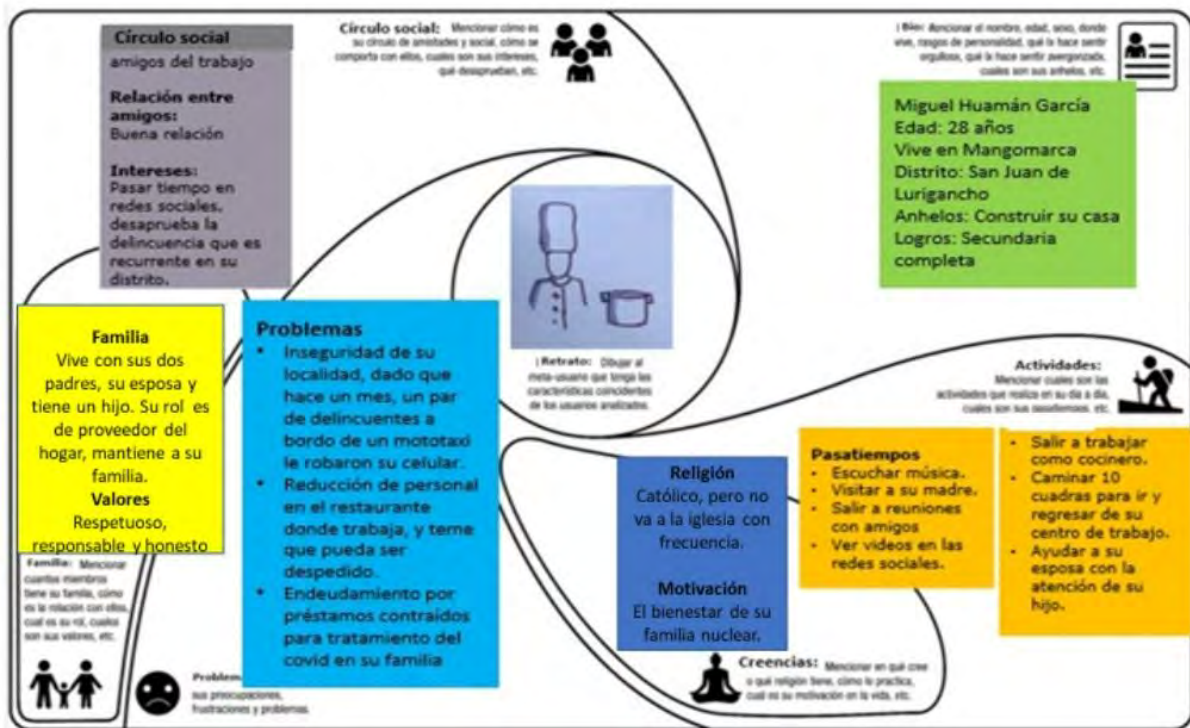 Círculo social
amigos del trabajo
Relación entre
amigos:
Buena relación
Intereses:
Pasar tiempo en
redes sociales,
desaprueba la
delincuencia que es
recurrente en su
distrito.
Círculo social: Mencionar cómo es
su círculo de amistades y social, cómo se
comporta con ellos, cuales son sus intereses,
qué desaprueban, etc.
| Bio: Mencionar el nombre, edad, sexo, donde
vive, rasgos de personalidad, qué la hace sentir
orgullosa, qué la hace sentir avergonzada,
cuales son sus anhelos, etc.
Miguel Huamán García
Edad: 28 años
Vive en Mangomarca
Distrito: San Juan de
Lurigancho
Anhelos: Construir su casa
Logros: Secundaria
completa
| Retrato: Dibujar al
meta-usuario que tenga las
características coincidentes
de los usuarios analizados.
Familia
Vive con sus dos
padres, su esposa y
tiene un hijo. Su rol es
de proveedor del
hogar, mantiene a su
familia.
Valores
Respetuoso,
responsable y honesto
Familia: Mencionar
cuantos miembros
tiene su familia, cómo
es la relación con ellos,
cual es su rol, cuales
son sus valores, etc.
Problemas
• Inseguridad de su
localidad, dado que
hace un mes, un par
de delincuentes a
bordo de un mototaxi
le robaron su celular.
• Reducción de personal
en el restaurante
donde trabaja, y teme
que pueda ser
despedido.
• Endeudamiento por
préstamos contraídos
para tratamiento del
covid en su familia
Problem
sus preocupaciones,
frustraciones y problemas.
Religión
Católico, pero no
va a la iglesia con
frecuencia.
Motivación
El bienestar de su
familia nuclear.
Creencias: Mencionar en qué cree
o qué religión tiene, cómo la practica,
cual es su motivación en la vida, etc.
Actividades:
Mencionar cuales son las
actividades que realiza en su día a día,
cuales son sus pasatiempos, etc.
Pasatiempos
• Escuchar música.
• Visitar a su madre.
• Salir a reuniones
con amigos
• Ver videos en las
redes sociales.
• Salir a trabajar
como cocinero.
• Caminar 10
cuadras para ir y
regresar de su
centro de trabajo.
• Ayudar a su
esposa con la
atención de su
hijo.